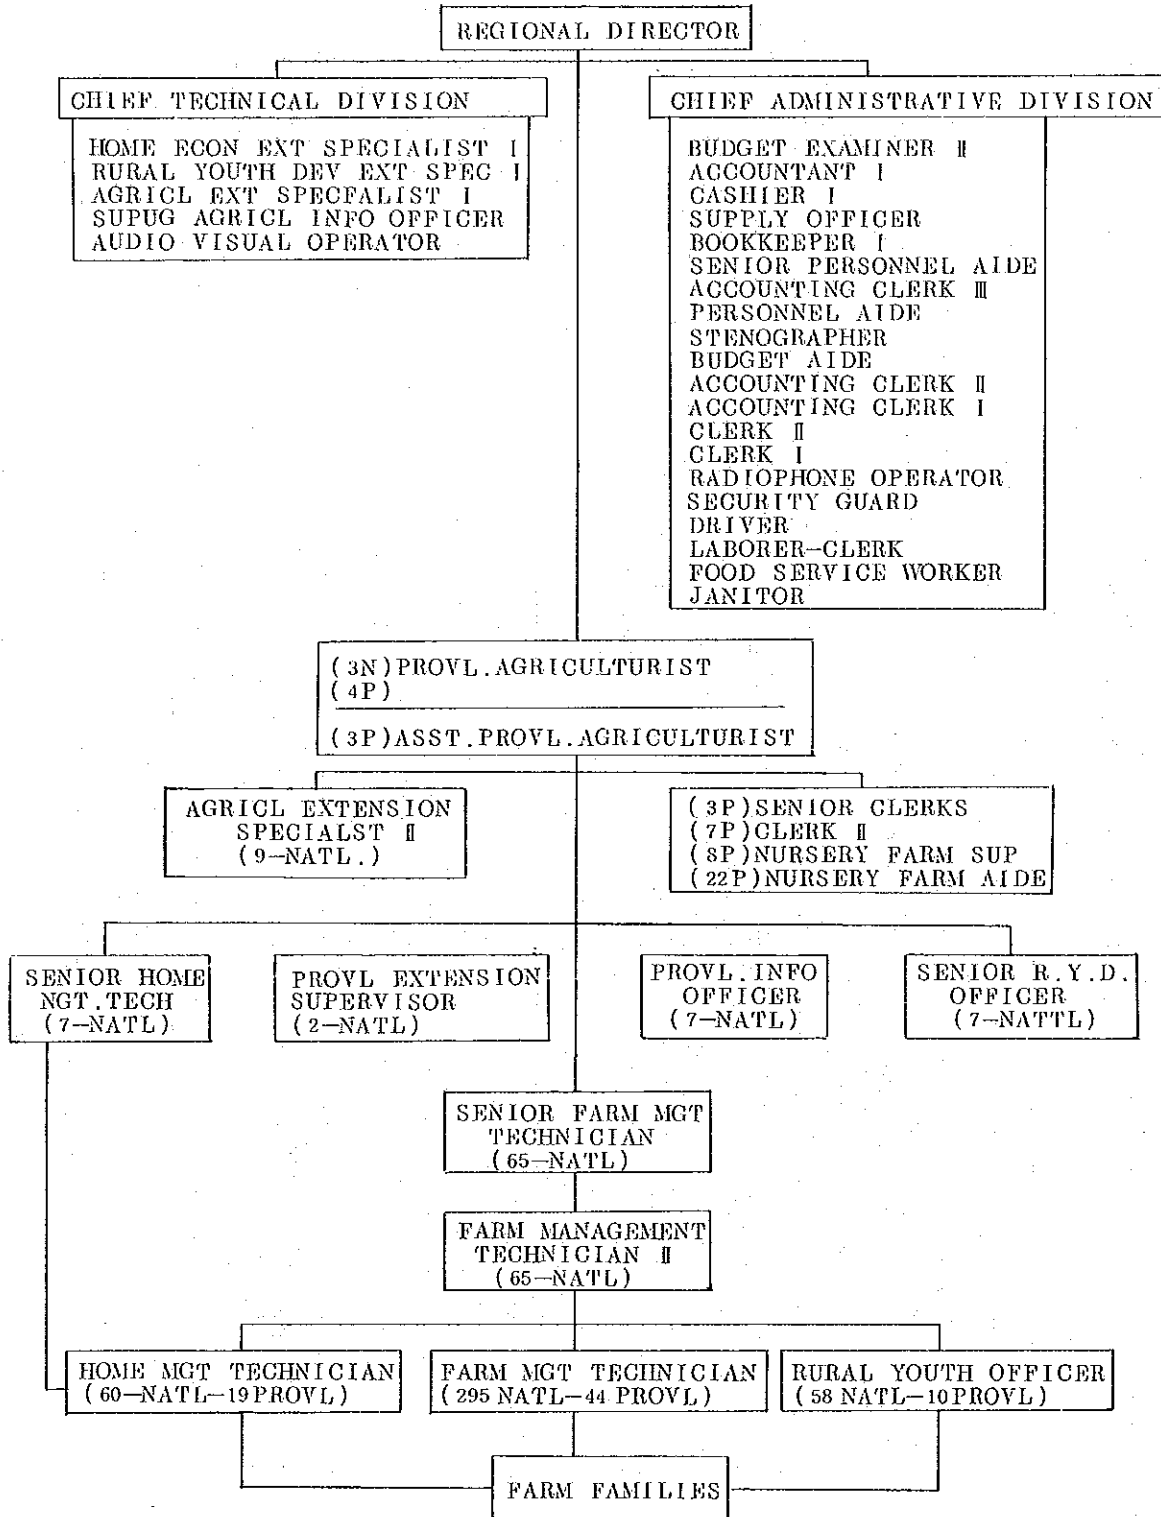 REGIONAL DIRECTOR
CHIEF TECHNICAL DIVISION
HOME ECON EXT SPECIALIST I
RURAL YOUTH DEV EXT SPEC I
AGRICL EXT SPECFALIST I
SUPUG AGRICL INFO OFFICER
AUDIO VISUAL OPERATOR
CHIEF ADMINISTRATIVE DIVISION
BUDGET EXAMINER II
ACCOUNTANT I
CASHIER I
SUPPLY OFFICER
BOOKKEEPER I
SENIOR PERSONNEL AIDE
ACCOUNTING CLERK III
PERSONNEL AIDE
STENOGRAPHER
BUDGET AIDE
ACCOUNTING CLERK II
ACCOUNTING CLERK I
CLERK II
CLERK I
RADIOPHONE OPERATOR
SECURITY GUARD
DRIVER
LABORER-CLERK
FOOD SERVICE WORKER
JANITOR
(3N)PROVL.AGRICULTURIST
(4P)
(3P)ASST.PROVL.AGRICULTURIST
AGRICL EXTENSION
SPECIALST II
(9-NATL.)
(3P)SENIOR CLERKS
(7P)CLERK II
(8P)NURSERY FARM SUP
(22P)NURSERY FARM AIDE
SENIOR HOME
NGT.TECH
(7-NATL)
PROVL EXTENSION
SUPERVISOR
(2-NATL)
PROVL.INFO
OFFICER
(7-NATL)
SENIOR R.Y.D.
OFFICER
(7-NATTL)
SENIOR FARM MGT
TECHNICIAN
(65-NATL)
FARM MANAGEMENT
TECHNICIAN II
(65-NATL)
HOME MGT TECHNICIAN
(60-NATL-19PROVL)
FARM MGT TECHNICIAN
(295 NATL-44 PROVL)
RURAL YOUTH OFFICER
(58 NATL-10PROVL)
FARM FAMILIES